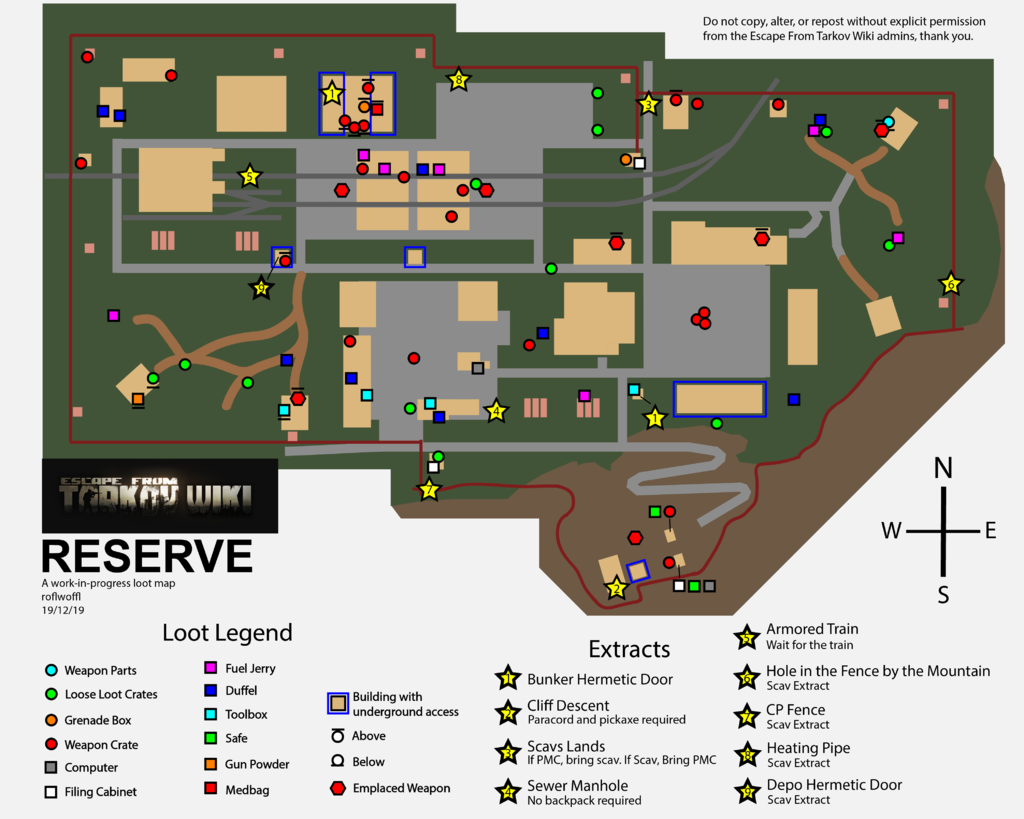 Do not copy, alter, or repost without explicit permission
from the Escape From Tarkov Wiki admins, thank you.
1
8
3
5
6
9
4
1
7
2
N
W
E
S
ESCAPE FROM
TARKOV WIKI
RESERVE
A work-in-progress loot map
roflwoffl
19/12/19
Loot Legend
Weapon Parts
Loose Loot Crates
Grenade Box
Weapon Crate
Computer
Filing Cabinet
Fuel Jerry
Duffel
Toolbox
Safe
Gun Powder
Medbag
Building with
underground access
Above
Below
Emplaced Weapon
Extracts
1 Bunker Hermetic Door
2 Cliff Descent
Paracord and pickaxe required
3 Scavs Lands
If PMC, bring scav. If Scav, Bring PMC
4 Sewer Manhole
No backpack required
5 Armored Train
Wait for the train
6 Hole in the Fence by the Mountain
Scav Extract
7 CP Fence
Scav Extract
8 Heating Pipe
Scav Extract
9 Depo Hermetic Door
Scav Extract